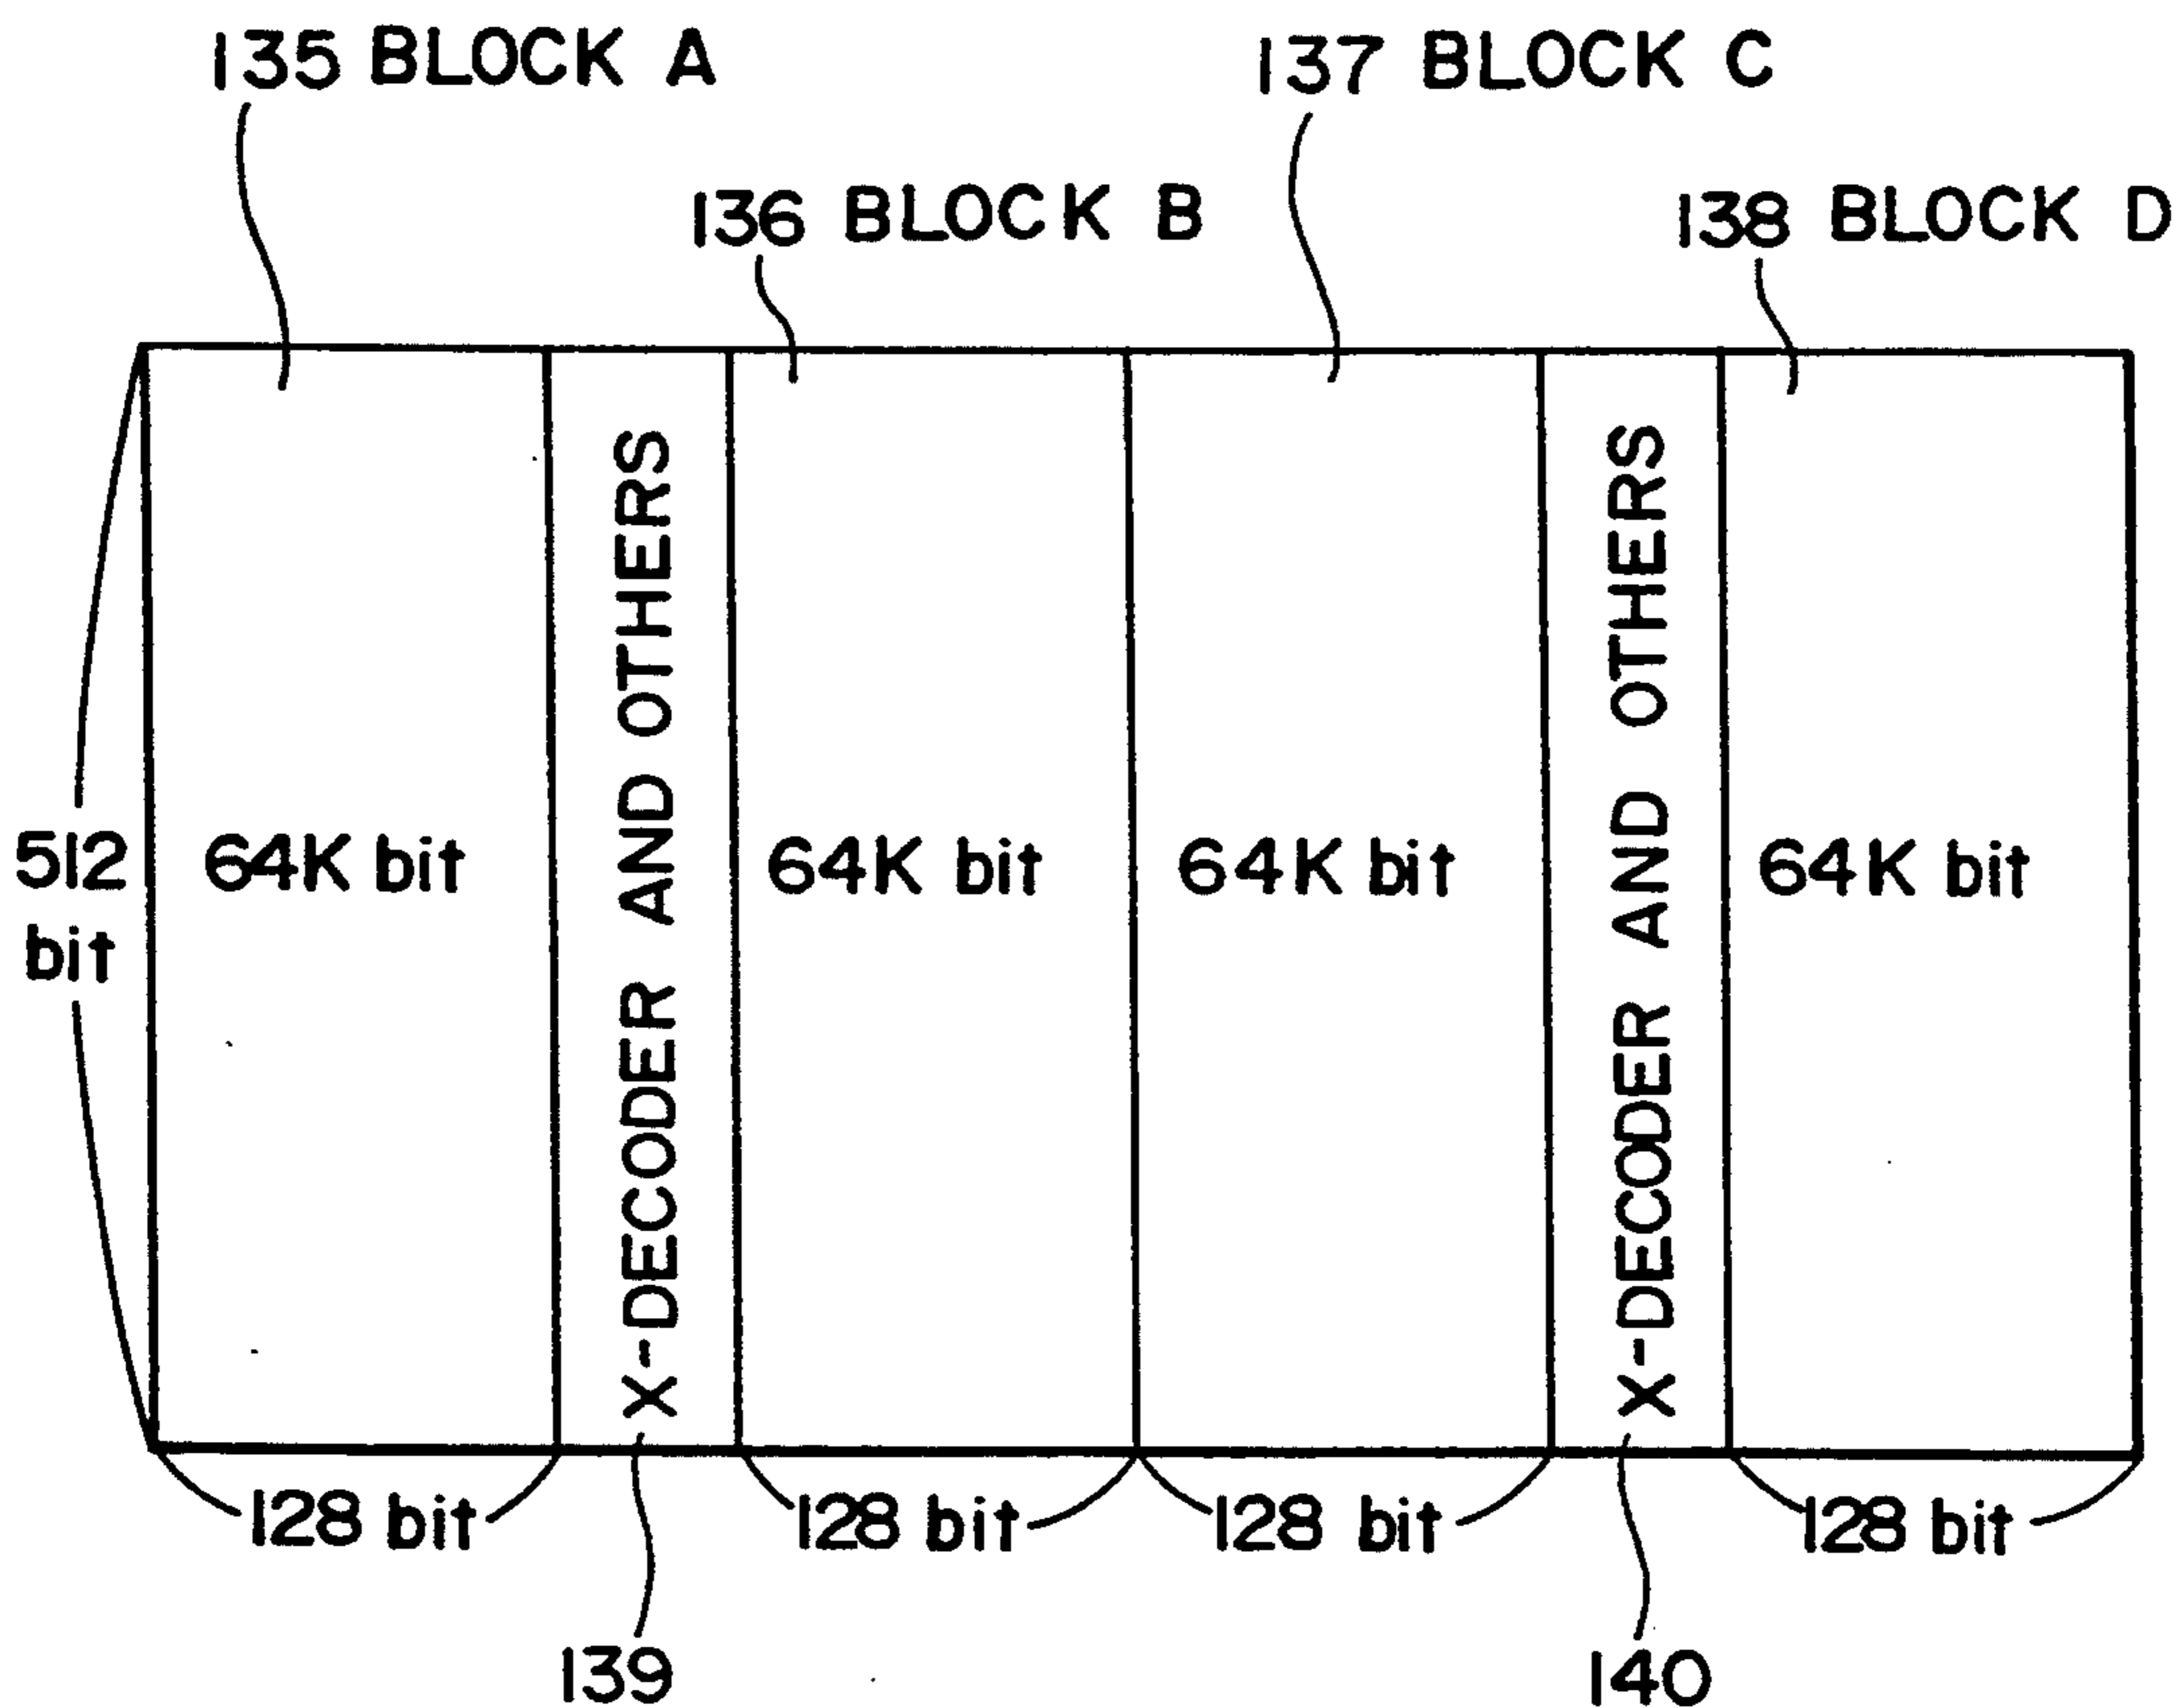 135 BLOCK A
137 BLOCK C
136 BLOCK B
138 BLOCK D
512
bit
64K bit
X-DECODER AND OTHERS
64K bit
64K bit
X-DECODER AND OTHERS
64K bit
128 bit
128 bit
128 bit
128 bit
139
140